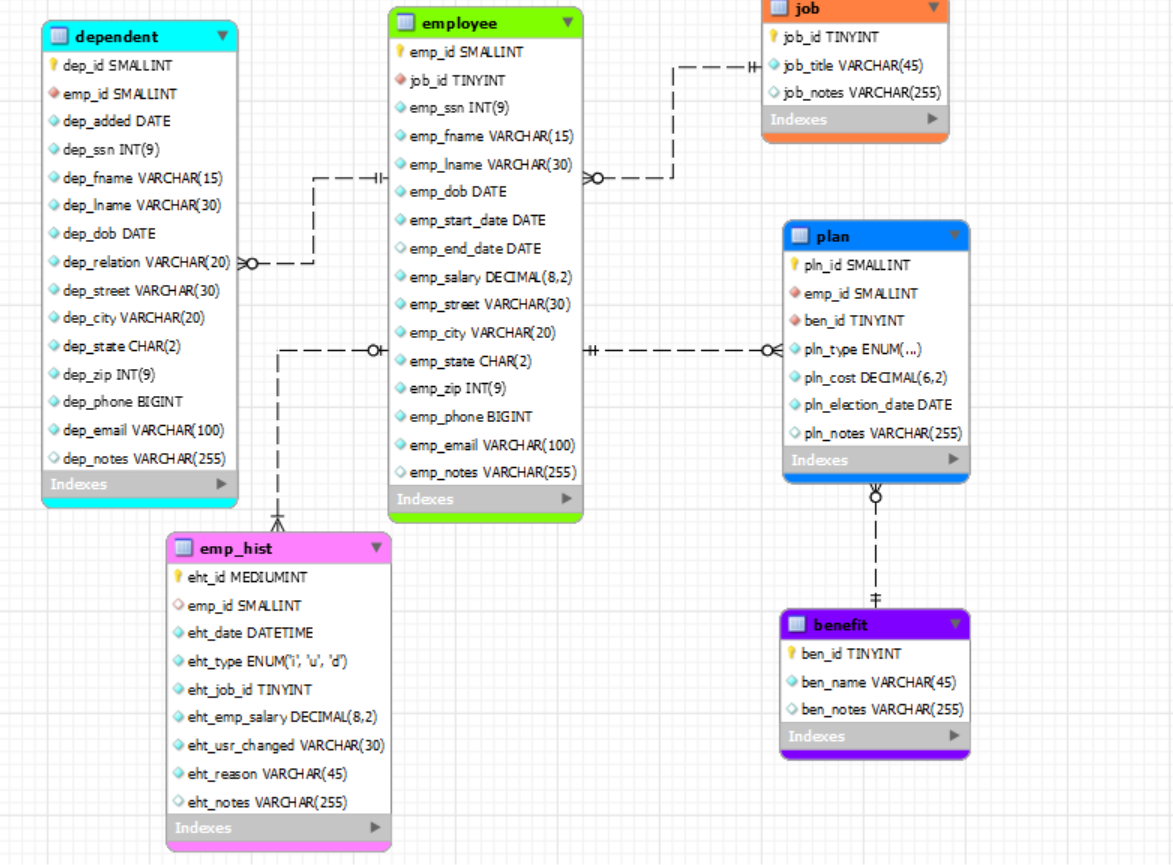 dependent
dep_id SMALLINT
emp_id SMALLINT
dep_added DATE
dep_ssn INT(9)
dep_fname VARCHAR(15)
dep_lname VARCHAR(30)
dep_dob DATE
dep_relation VARCHAR(20)
dep_street VARCHAR(30)
dep_city VARCHAR(20)
dep_state CHAR(2)
dep_zip INT(9)
dep_phone BIGINT
dep_email VARCHAR(100)
dep_notes VARCHAR(255)
Indexes
employee
emp_id SMALLINT
job_id TINYINT
emp_ssn INT(9)
emp_fname VARCHAR(15)
emp_lname VARCHAR(30)
emp_dob DATE
emp_start_date DATE
emp_end_date DATE
emp_salary DECIMAL(8,2)
emp_street VARCHAR(30)
emp_city VARCHAR(20)
emp_state CHAR(2)
emp_zip INT(9)
emp_phone BIGINT
emp_email VARCHAR(100)
emp_notes VARCHAR(255)
Indexes
job
job_id TINYINT
job_title VARCHAR(45)
job_notes VARCHAR(255)
Indexes
plan
pln_id SMALLINT
emp_id SMALLINT
ben_id TINYINT
pln_type ENUM(...)
pln_cost DECIMAL(6,2)
pln_election_date DATE
pln_notes VARCHAR(255)
Indexes
emp_hist
eht_id MEDIUMINT
emp_id SMALLINT
eht_date DATETIME
eht_type ENUM('i', 'u', 'd')
eht_job_id TINYINT
eht_emp_salary DECIMAL(8,2)
eht_usr_changed VARCHAR(30)
eht_reason VARCHAR(45)
eht_notes VARCHAR(255)
Indexes
benefit
ben_id TINYINT
ben_name VARCHAR(45)
ben_notes VARCHAR(255)
Indexes